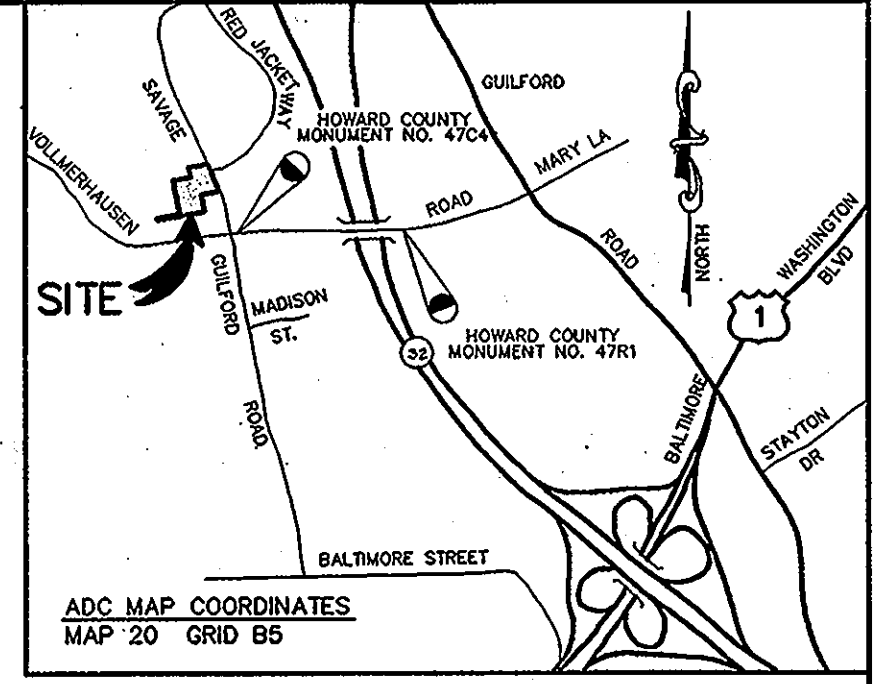 RED JACKET WAY
SAVAGE
GUILFORD
HOWARD COUNTY
MONUMENT NO. 47C4
MARY LA
VOLLMERHAUSEN
ROAD
ROAD
WASHINGTON
BLVD
NORTH
1
SITE
GUILFORD
MADISON
ST.
HOWARD COUNTY
MONUMENT NO. 47R1
32
ROAD
BALTIMORE
STAYTON
DR
BALTIMORE STREET
ADC MAP COORDINATES
MAP 20 GRID B5